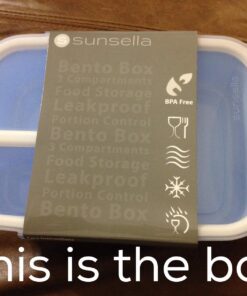 sunsella
Bento Box
3 Compartments
Food Storage
Leakproof
Portion Control
Bento Box
3 Compartments
Food Storage
Leakproof
Portion Control
Bento Box
BPA Free
this is the bo